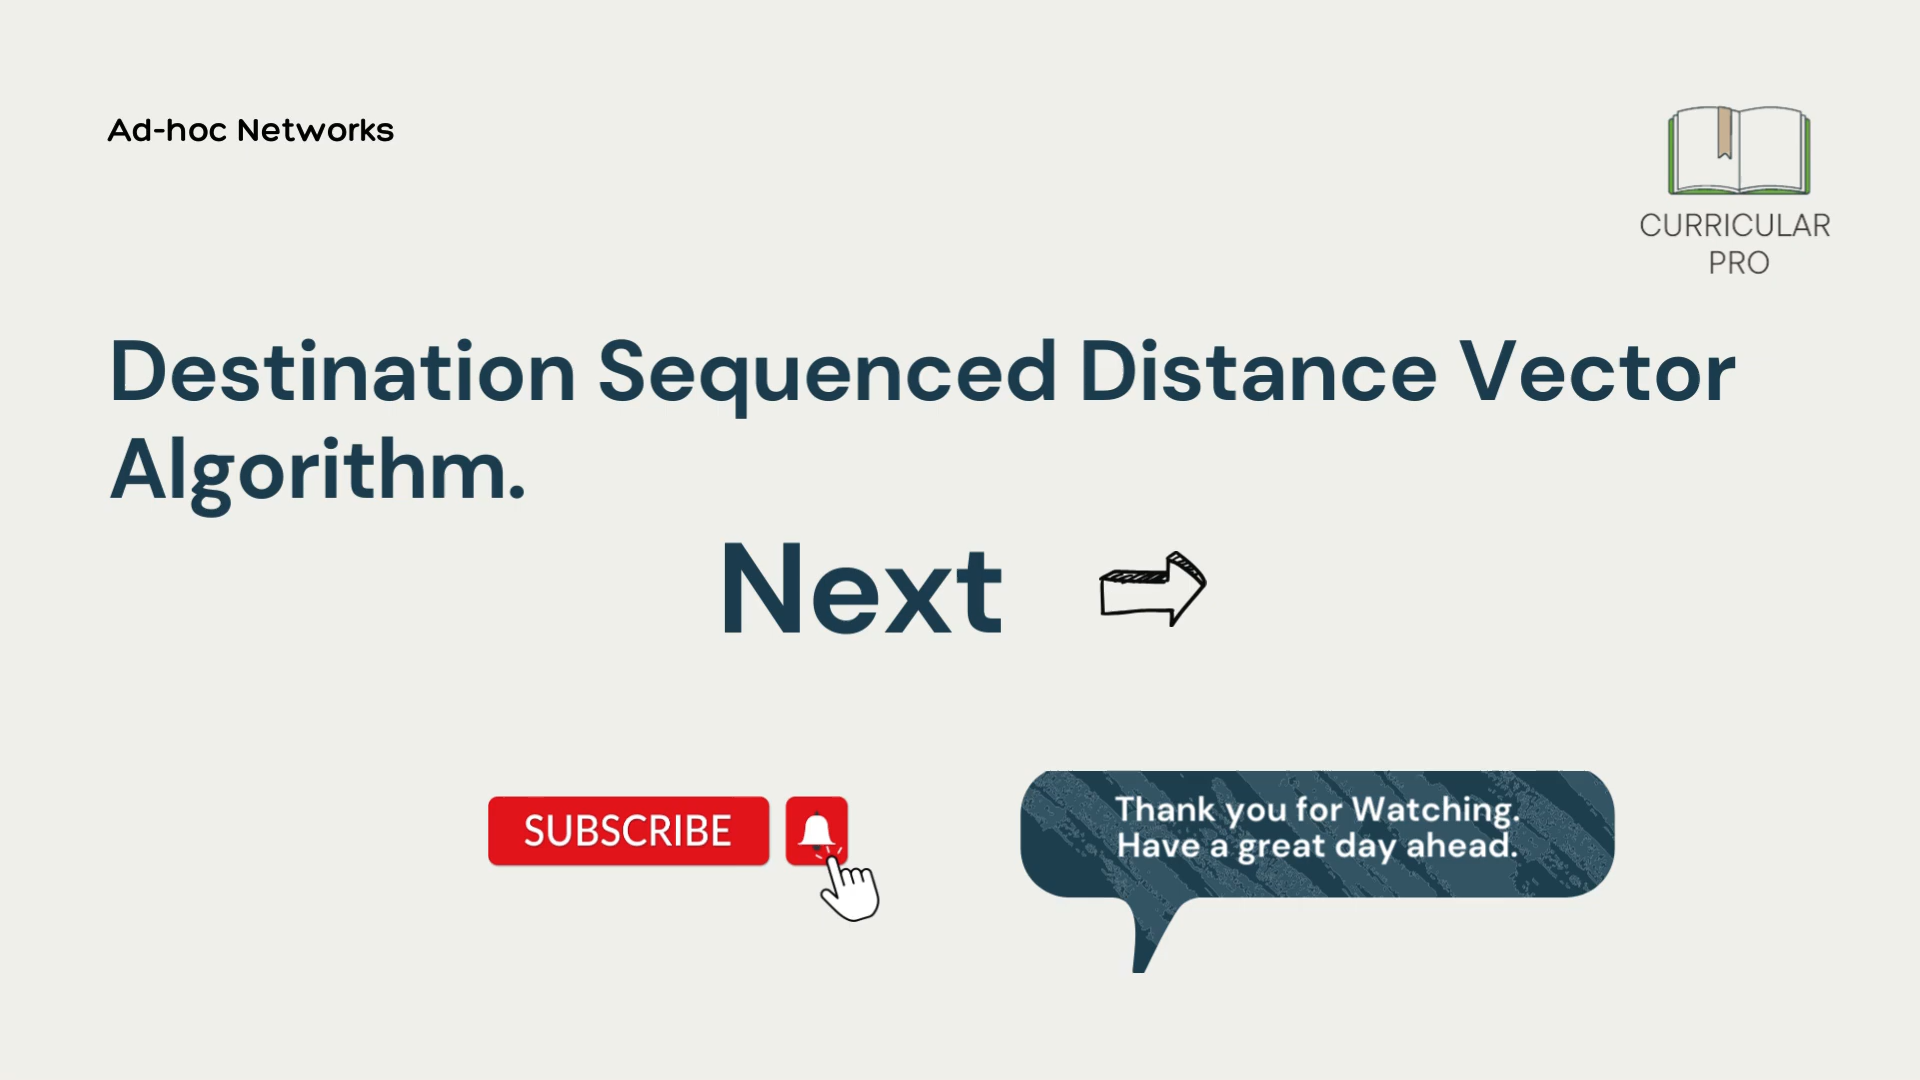 Ad-hoc Networks
CURRICULAR
PRO
Destination Sequenced Distance Vector
Algorithm.
Next
SUBSCRIBE
Thank you for Watching.
Have a great day ahead.